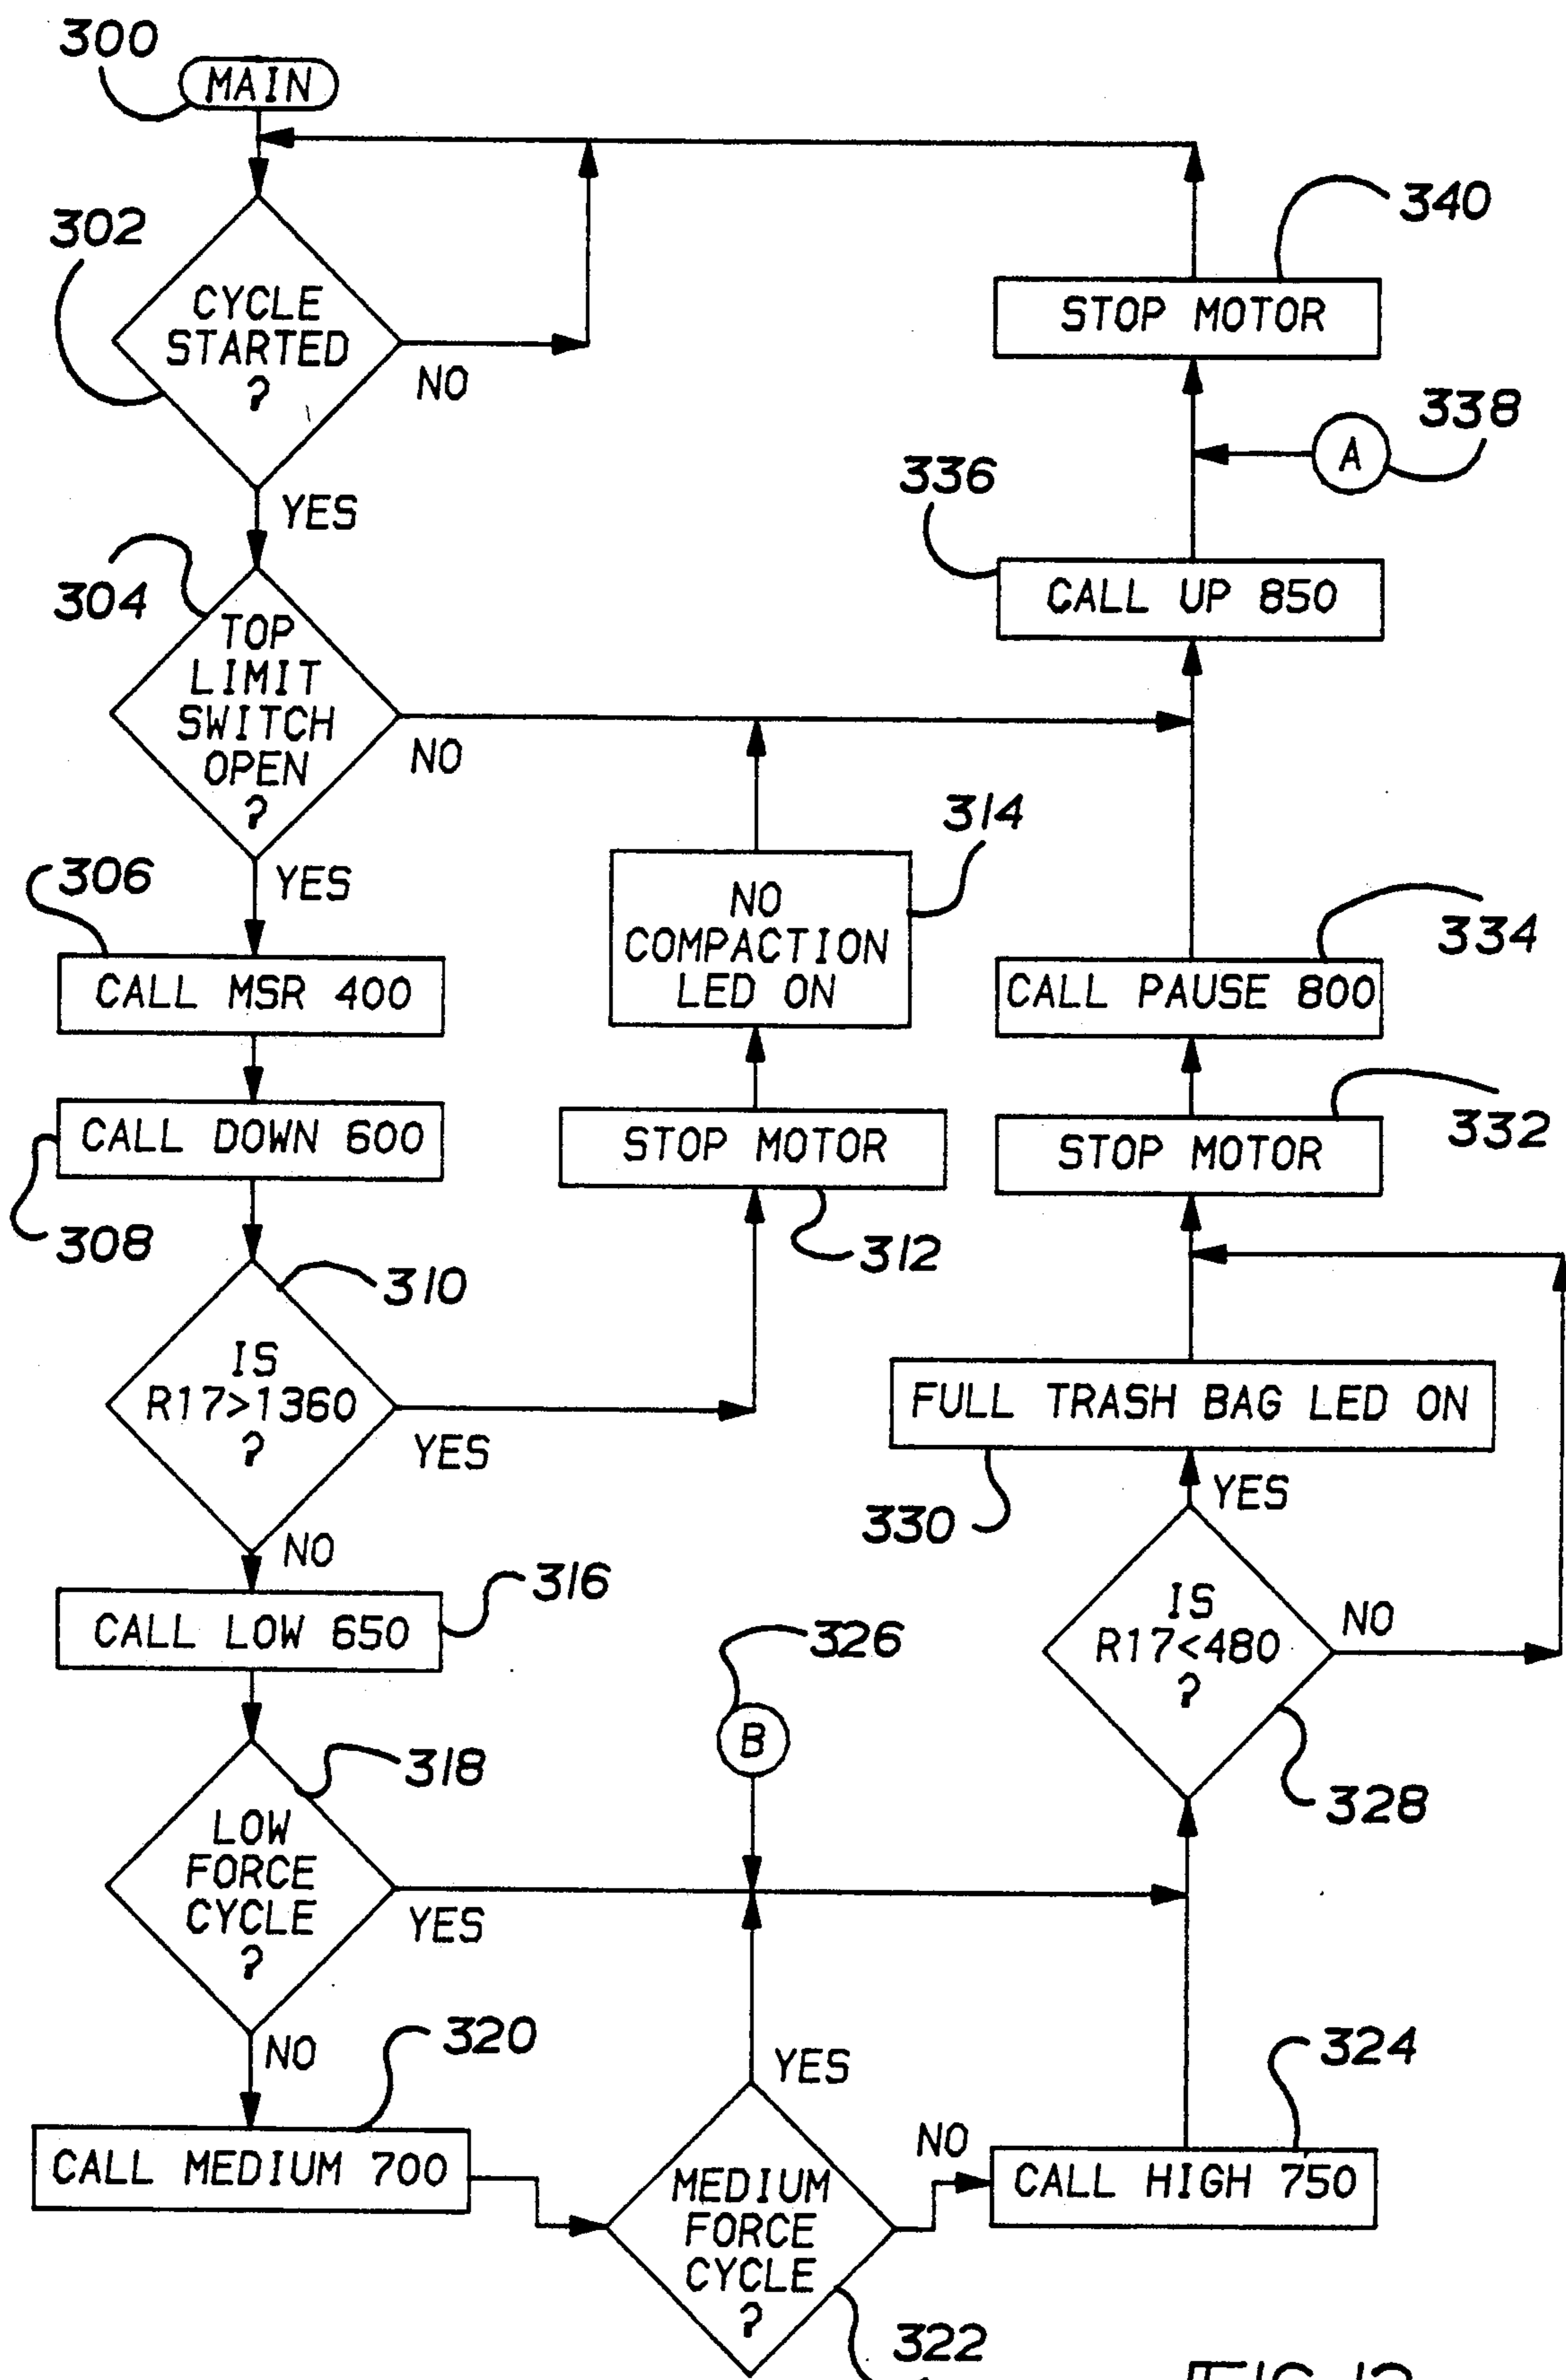 300
MAIN
302
CYCLE
STARTED
?
NO
YES
304
TOP
LIMIT
SWITCH
OPEN
?
NO
YES
306
CALL MSR 400
CALL DOWN 600
308
310
IS
R17>1360
?
YES
NO
CALL LOW 650
316
318
LOW
FORCE
CYCLE
?
YES
NO
320
CALL MEDIUM 700
314
NO
COMPACTION
LED ON
STOP MOTOR
312
326
B
YES
MEDIUM
FORCE
CYCLE
?
322
NO
324
CALL HIGH 750
340
STOP MOTOR
338
A
336
CALL UP 850
334
CALL PAUSE 800
STOP MOTOR
332
FULL TRASH BAG LED ON
330
YES
IS
R17<480
?
NO
328